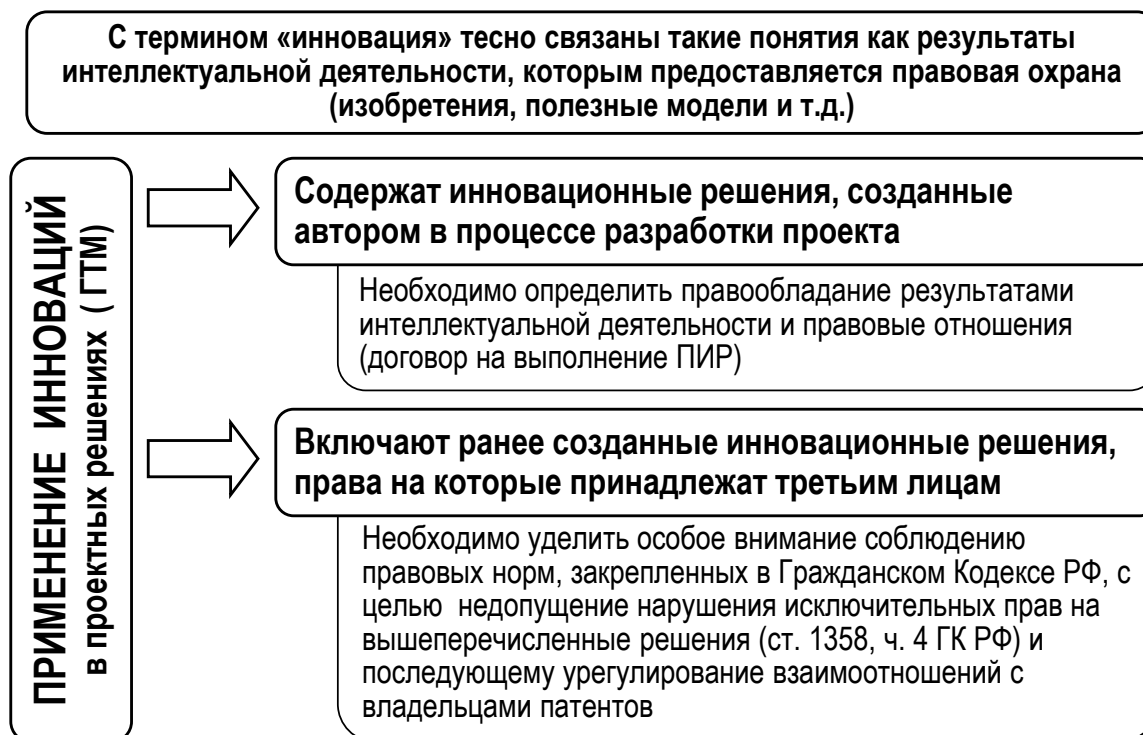 С термином «инновация» тесно связаны такие понятия как результаты
интеллектуальной деятельности, которым предоставляется правовая охрана
(изобретения, полезные модели и т.д.)
ПРИМЕНЕНИЕ ИННОВАЦИЙ
в проектных решениях ( ГТМ)
Содержат инновационные решения, созданные
автором в процессе разработки проекта
Необходимо определить правообладание результатами
интеллектуальной деятельности и правовые отношения
(договор на выполнение ПИР)
Включают ранее созданные инновационные решения,
права на которые принадлежат третьим лицам
Необходимо уделить особое внимание соблюдению
правовых норм, закрепленных в Гражданском Кодексе РФ, с
целью недопущение нарушения исключительных прав на
вышеперечисленные решения (ст. 1358, ч. 4 ГК РФ) и
последующему урегулирование взаимоотношений с
владельцами патентов